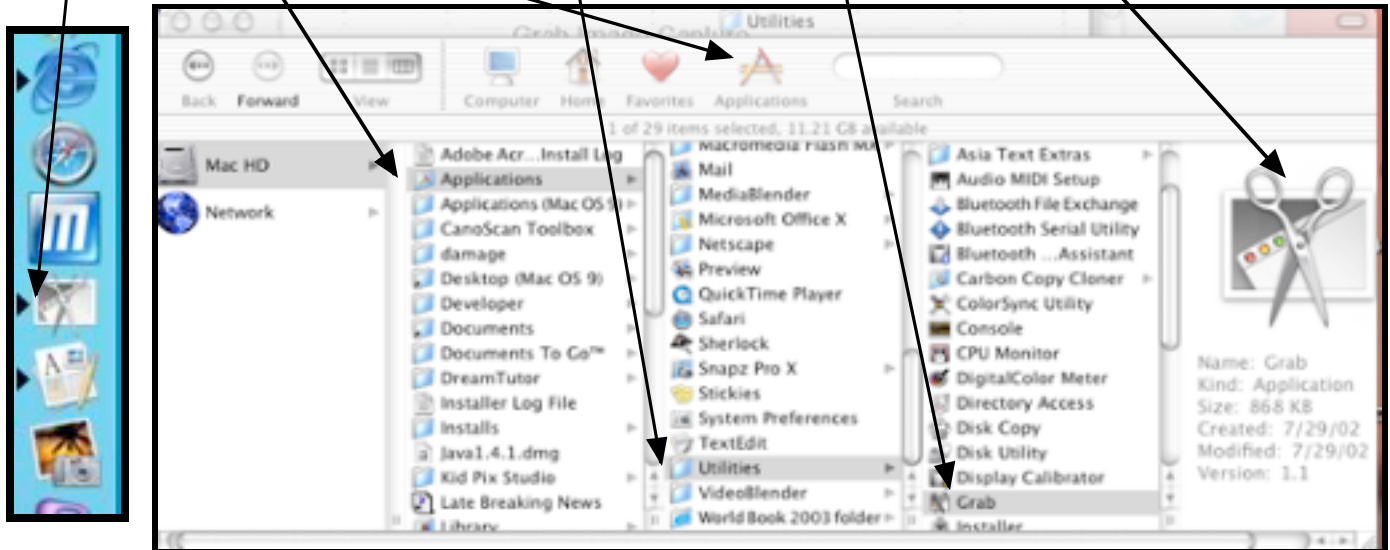 Utilities
Back Forward View Computer Home Favorites Applications Search
1 of 29 items selected, 11.21 GB available
Mac HD
Network
Adobe Acr...Install Log
Applications
Applications (Mac OS 9)
CanoScan Toolbox
damage
Desktop (Mac OS 9)
Developer
Documents
Documents To Go™
DreamTutor
Installer Log File
Installs
Java1.4.1.dmg
Kid Pix Studio
Late Breaking News
Library
Macromedia Flash MX
Mail
MediaBlender
Microsoft Office X
Netscape
Preview
QuickTime Player
Safari
Sherlock
Snapz Pro X
Stickies
System Preferences
TextEdit
Utilities
VideoBlender
World Book 2003 folder
Asia Text Extras
Audio MIDI Setup
Bluetooth File Exchange
Bluetooth Serial Utility
Bluetooth ...Assistant
Carbon Copy Cloner
ColorSync Utility
Console
CPU Monitor
DigitalColor Meter
Directory Access
Disk Copy
Disk Utility
Display Calibrator
Grab
Installer
Name: Grab
Kind: Application
Size: 868 KB
Created: 7/29/02
Modified: 7/29/02
Version: 1.1